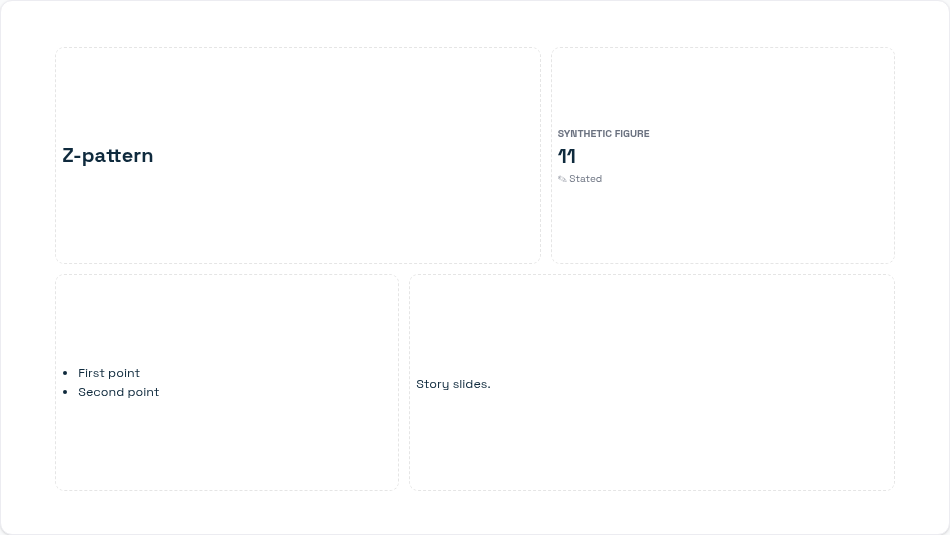 Z-pattern
SYNTHETIC FIGURE
11
Stated
First point
Second point
Story slides.